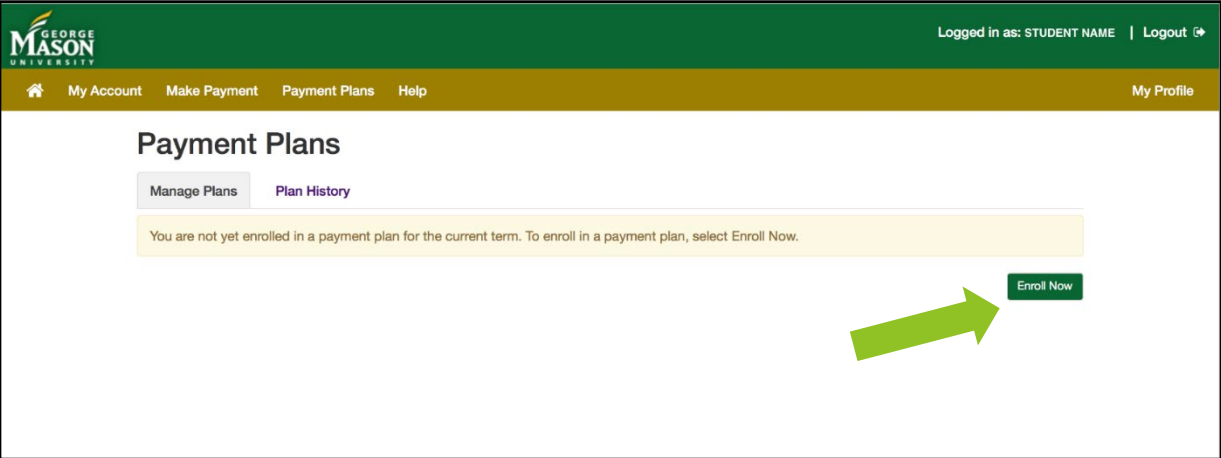 GEORGE
MASON
UNIVERSITY
Logged in as: STUDENT NAME | Logout
My Account Make Payment Payment Plans Help My Profile
Payment Plans
Manage Plans Plan History
You are not yet enrolled in a payment plan for the current term. To enroll in a payment plan, select Enroll Now.
Enroll Now